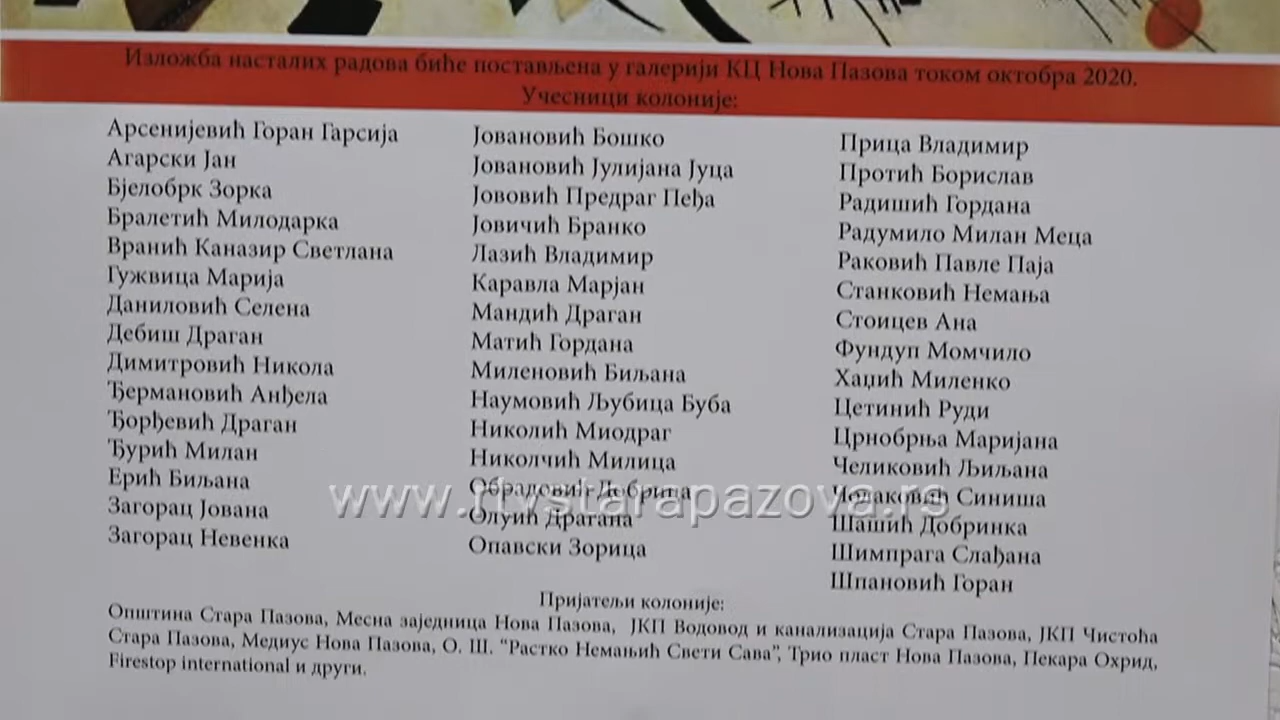 Изложба насталих радова биће постављена у галерији КЦ Нова Пазова током октобра 2020.
Учесници колоније:
Арсенијевић Горан Гарсија
Агарски Јан
Бјелобрк Зорка
Бралетић Милодарка
Вранић Каназир Светлана
Гужвица Марија
Даниловић Селена
Дебиш Драган
Димитровић Никола
Ђермановић Анђела
Ђорђевић Драган
Ђурић Милан
Ерић Биљана
Загорац Јована
Загорац Невенка
Јовановић Бошко
Јовановић Јулијана Јуца
Јововић Предраг Пеђа
Јовичић Бранко
Лазић Владимир
Каравла Марјан
Мандић Драган
Матић Гордана
Миленовић Биљана
Наумовић Љубица Буба
Николић Миодраг
Николчић Милица
Обрадовић Добрица
Олуић Драгана
Опавски Зорица
Прица Владимир
Протић Борислав
Радишић Гордана
Радумило Милан Меца
Раковић Павле Паја
Станковић Немања
Стоицев Ана
Фундуп Момчило
Хаџић Миленко
Цетинић Руди
Црнобрња Маријана
Челиковић Љиљана
Чолаковић Синиша
Шашић Добринка
Шимпрага Слађана
Шпановић Горан
www.rtvstarapazova.rs
Пријатељи колоније:
Општина Стара Пазова, Месна заједница Нова Пазова, ЈКП Водовод и канализација Стара Пазова, ЈКП Чистоћа
Стара Пазова, Медиус Нова Пазова, О. Ш. “Растко Немањић Свети Сава”, Трио пласт Нова Пазова, Пекара Охрид,
Firestop international и други.